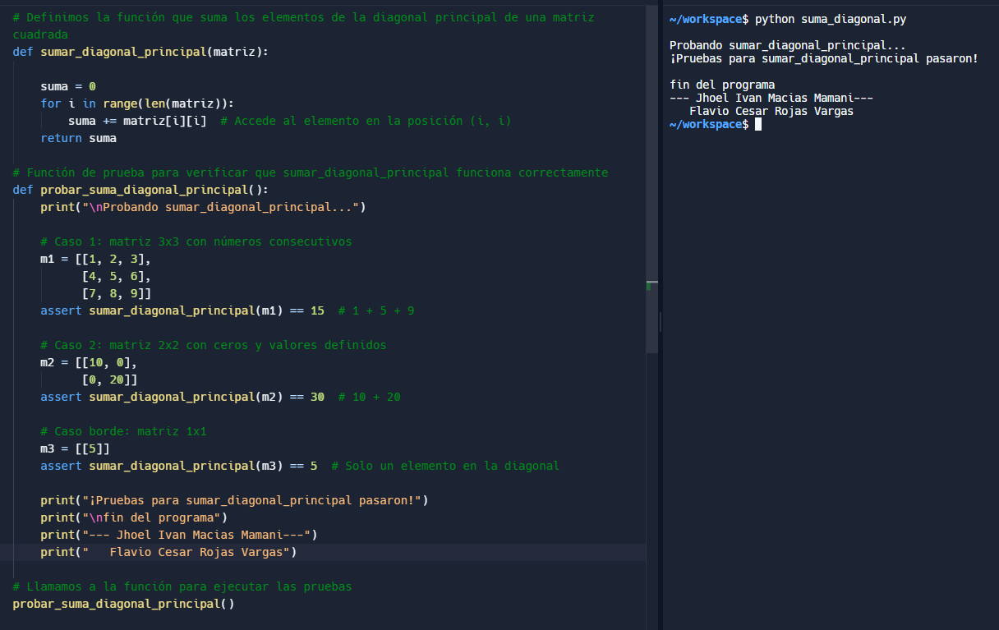 # Definimos la función que suma los elementos de la diagonal principal de una matriz
cuadrada
def sumar_diagonal_principal(matriz):
    suma = 0
    for i in range(len(matriz)):
        suma += matriz[i][i]  # Accede al elemento en la posición (i, i)
    return suma
# Función de prueba para verificar que sumar_diagonal_principal funciona correctamente
def probar_suma_diagonal_principal():
    print("\nProbando sumar_diagonal_principal...")
    # Caso 1: matriz 3x3 con números consecutivos
    m1 = [[1, 2, 3],
          [4, 5, 6],
          [7, 8, 9]]
    assert sumar_diagonal_principal(m1) == 15  # 1 + 5 + 9
    # Caso 2: matriz 2x2 con ceros y valores definidos
    m2 = [[10, 0],
          [0, 20]]
    assert sumar_diagonal_principal(m2) == 30  # 10 + 20
    # Caso borde: matriz 1x1
    m3 = [[5]]
    assert sumar_diagonal_principal(m3) == 5  # Solo un elemento en la diagonal
    print("¡Pruebas para sumar_diagonal_principal pasaron!")
    print("\nfin del programa")
    print("--- Jhoel Ivan Macias Mamani---")
    print("   Flavio Cesar Rojas Vargas")
# Llamamos a la función para ejecutar las pruebas
probar_suma_diagonal_principal()
~/workspace$ python suma_diagonal.py
Probando sumar_diagonal_principal...
¡Pruebas para sumar_diagonal_principal pasaron!
fin del programa
--- Jhoel Ivan Macias Mamani---
   Flavio Cesar Rojas Vargas
~/workspace$